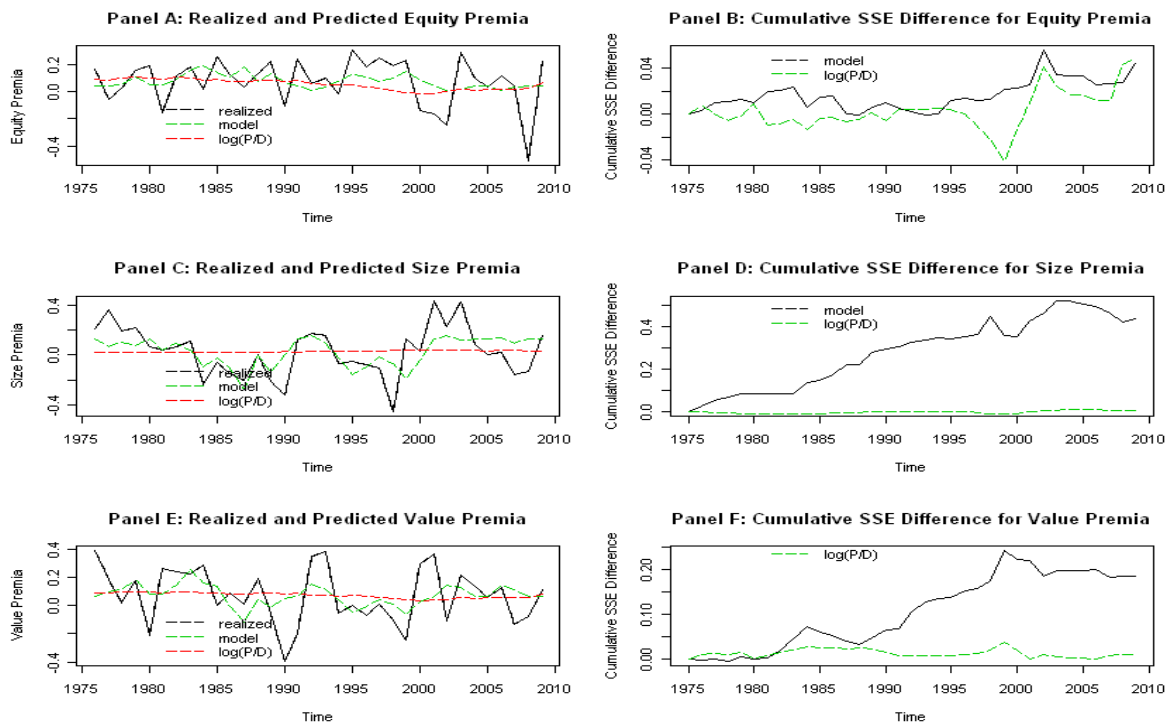 Panel A: Realized and Predicted Equity Premia
Equity Premia
0.2
0.0
-0.4
realized
model
log(P/D)
1975 1980 1985 1990 1995 2000 2005 2010
Time
Panel B: Cumulative SSE Difference for Equity Premia
Cumulative SSE Difference
0.04
0.00
-0.04
model
log(P/D)
1975 1980 1985 1990 1995 2000 2005 2010
Time
Panel C: Realized and Predicted Size Premia
Size Premia
0.4
0.0
-0.4
realized
model
log(P/D)
1975 1980 1985 1990 1995 2000 2005 2010
Time
Panel D: Cumulative SSE Difference for Size Premia
Cumulative SSE Difference
0.4
0.2
0.0
model
log(P/D)
1975 1980 1985 1990 1995 2000 2005 2010
Time
Panel E: Realized and Predicted Value Premia
Value Premia
0.4
0.2
0.0
-0.4
realized
model
log(P/D)
1975 1980 1985 1990 1995 2000 2005 2010
Time
Panel F: Cumulative SSE Difference for Value Premia
Cumulative SSE Difference
0.20
0.10
0.00
log(P/D)
1975 1980 1985 1990 1995 2000 2005 2010
Time